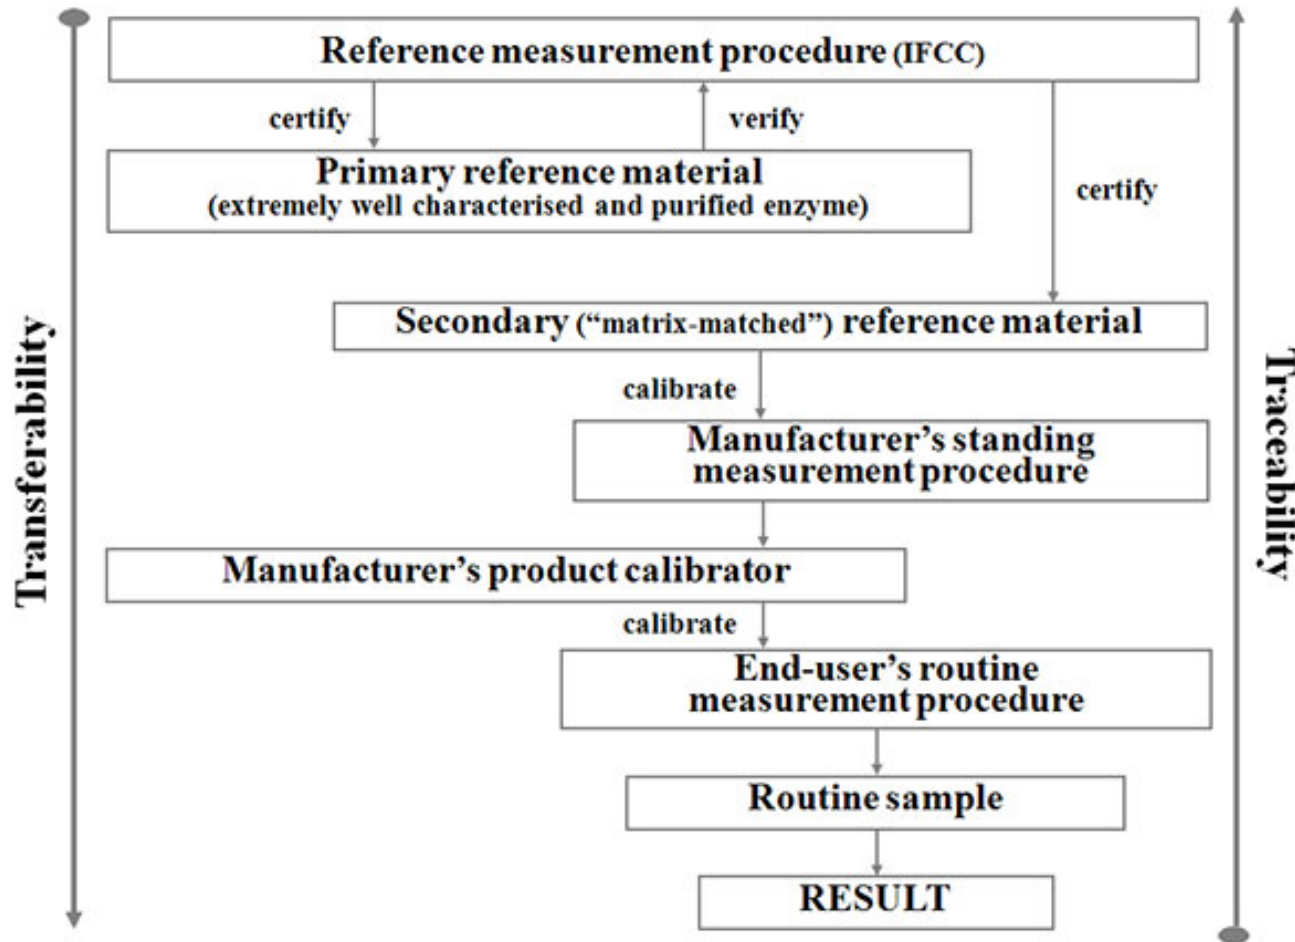 Reference measurement procedure (IFCC)
certify
verify
Primary reference material
(extremely well characterised and purified enzyme)
certify
Secondary (“matrix-matched”) reference material
calibrate
Manufacturer’s standing
measurement procedure
Manufacturer’s product calibrator
calibrate
End-user’s routine
measurement procedure
Routine sample
RESULT
Transferability
Traceability